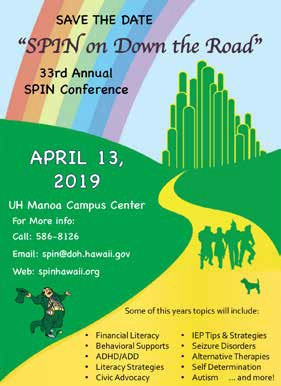 SAVE THE DATE
“SPIN on Down the Road”
33rd Annual
SPIN Conference
APRIL 13,
2019
UH Manoa Campus Center
For More info:
Call: 586-8126
Email: spin@doh.hawaii.gov
Web: spinhawaii.org
Some of this years topics will include:
• Financial Literacy
• Behavioral Supports
• ADHD/ADD
• Literacy Strategies
• Civic Advocacy
• IEP Tips & Strategies
• Seizure Disorders
• Alternative Therapies
• Self Determination
• Autism ... and more!